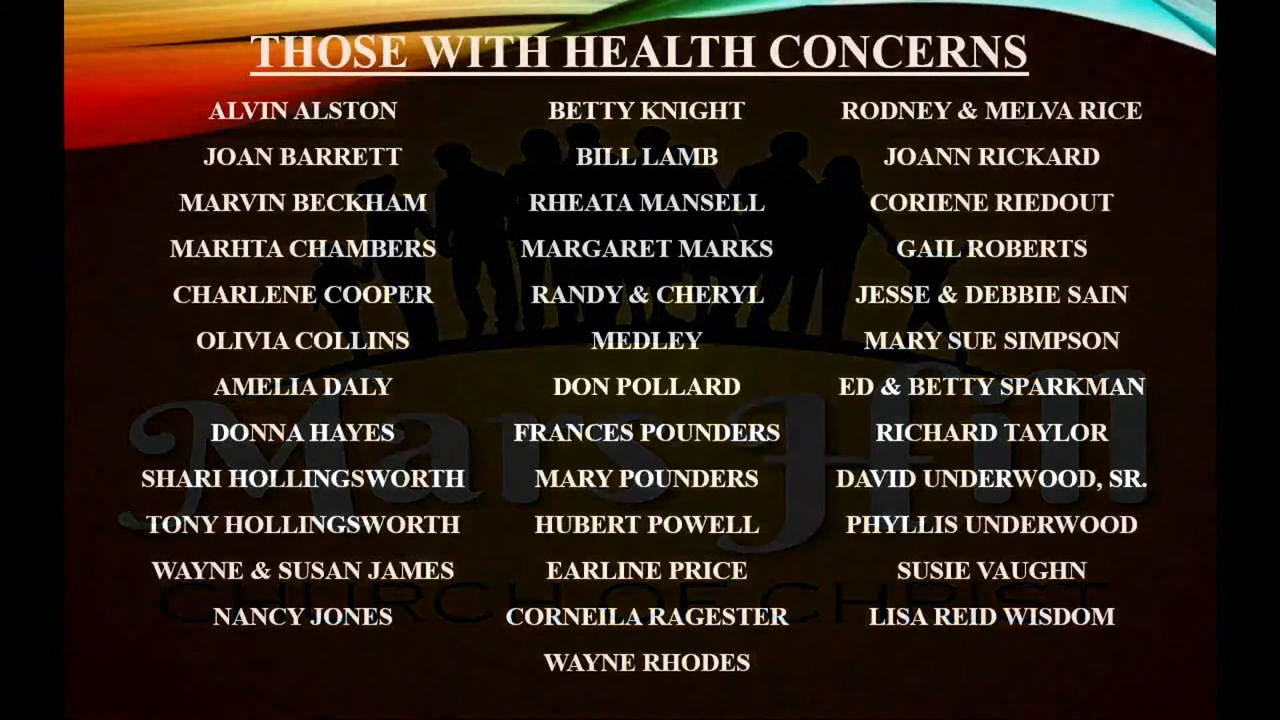 THOSE WITH HEALTH CONCERNS
ALVIN ALSTON
JOAN BARRETT
MARVIN BECKHAM
MARHTA CHAMBERS
CHARLENE COOPER
OLIVIA COLLINS
AMELIA DALY
DONNA HAYES
SHARI HOLLINGSWORTH
TONY HOLLINGSWORTH
WAYNE & SUSAN JAMES
NANCY JONES
BETTY KNIGHT
BILL LAMB
RHEATA MANSELL
MARGARET MARKS
RANDY & CHERYL
MEDLEY
DON POLLARD
FRANCES POUNDERS
MARY POUNDERS
HUBERT POWELL
EARLINE PRICE
CORNEILA RAGESTER
WAYNE RHODES
RODNEY & MELVA RICE
JOANN RICKARD
CORIENE RIEDOUT
GAIL ROBERTS
JESSE & DEBBIE SAIN
MARY SUE SIMPSON
ED & BETTY SPARKMAN
RICHARD TAYLOR
DAVID UNDERWOOD, SR.
PHYLLIS UNDERWOOD
SUSIE VAUGHN
LISA REID WISDOM
Mars Hill
CHURCH OF CHRIST